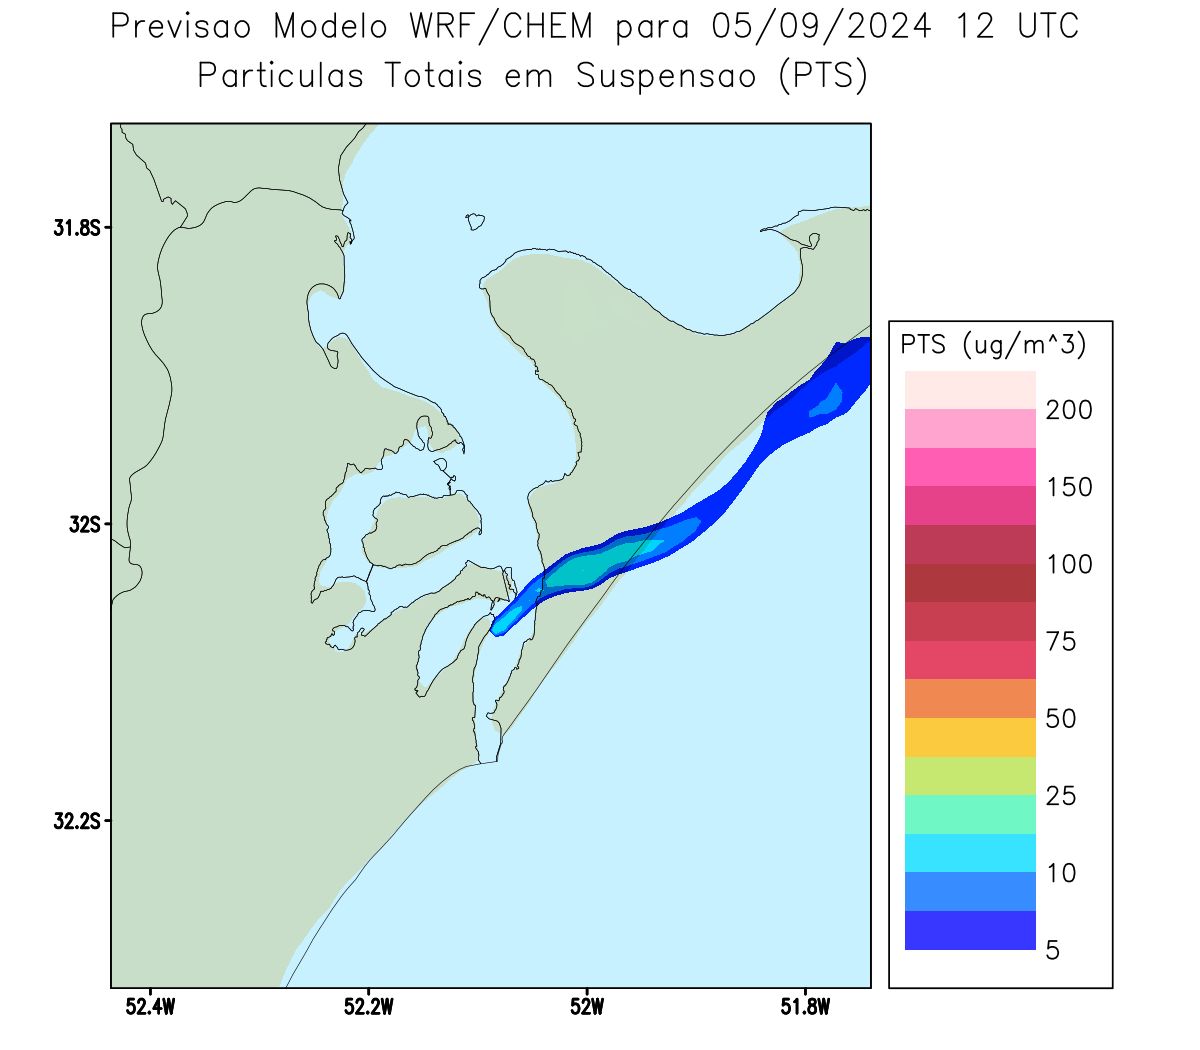 Previsao Modelo WRF/CHEM para 05/09/2024 12 UTC
Particulas Totais em Suspensao (PTS)
31.8S
32S
32.2S
52.4W
52.2W
52W
51.8W
PTS (ug/m^3)
200
150
100
75
50
25
10
5